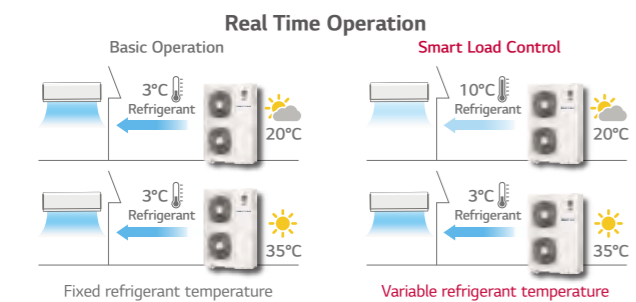 Real Time Operation
Basic Operation
Smart Load Control
3°C
Refrigerant
20°C
10°C
Refrigerant
20°C
3°C
Refrigerant
35°C
3°C
Refrigerant
35°C
Fixed refrigerant temperature
Variable refrigerant temperature